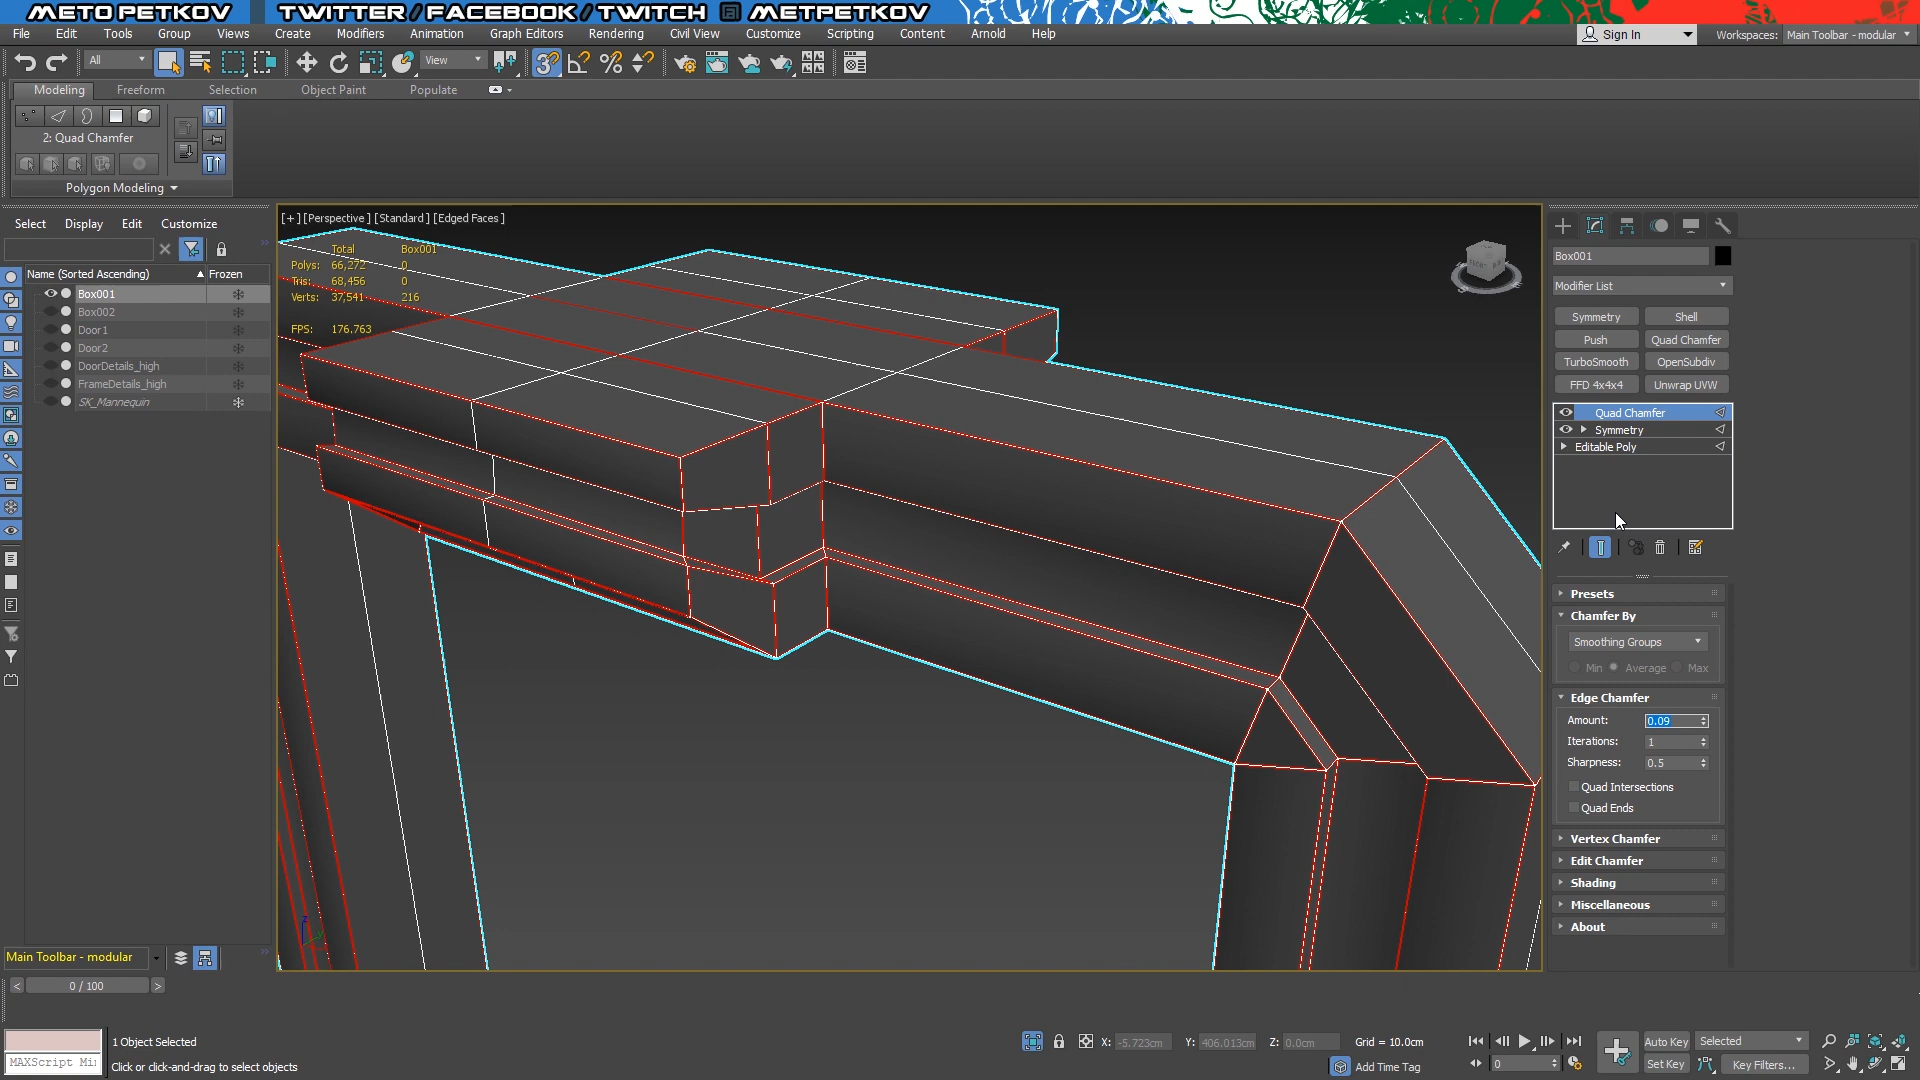 METO PETKOV
TWITTER / FACEBOOK / TWITCH @ METPETKOV
File Edit Tools Group Views Create Modifiers Animation Graph Editors Rendering Civil View Customize Scripting Content Arnold Help
Sign In
Workspaces: Main Toolbar - modular
All
View
Modeling Freeform Selection Object Paint Populate
2: Quad Chamfer
Polygon Modeling
Select Display Edit Customize
Name (Sorted Ascending) Frozen
Box001
Box002
Door1
Door2
DoorDetails_high
FrameDetails_high
SK_Mannequin
[+] [Perspective ] [Standard ] [Edged Faces ]
Total Box001
Polys: 66,272 0
Tris: 68,456 0
Verts: 37,541 216
FPS: 176.763
Box001
Modifier List
Symmetry Shell
Push Quad Chamfer
TurboSmooth OpenSubdiv
FFD 4x4x4 Unwrap UVW
Quad Chamfer
Symmetry
Editable Poly
Presets
Chamfer By
Smoothing Groups
Min Average Max
Edge Chamfer
Amount: 0.09
Iterations: 1
Sharpness: 0.5
Quad Intersections
Quad Ends
Vertex Chamfer
Edit Chamfer
Shading
Miscellaneous
About
Main Toolbar - modular
< 0 / 100 >
MAXScript Mi
1 Object Selected
Click or click-and-drag to select objects
X: -5.723cm Y: 406.013cm Z: 0.0cm Grid = 10.0cm
Add Time Tag
0
Auto Key Selected
Set Key Key Filters...